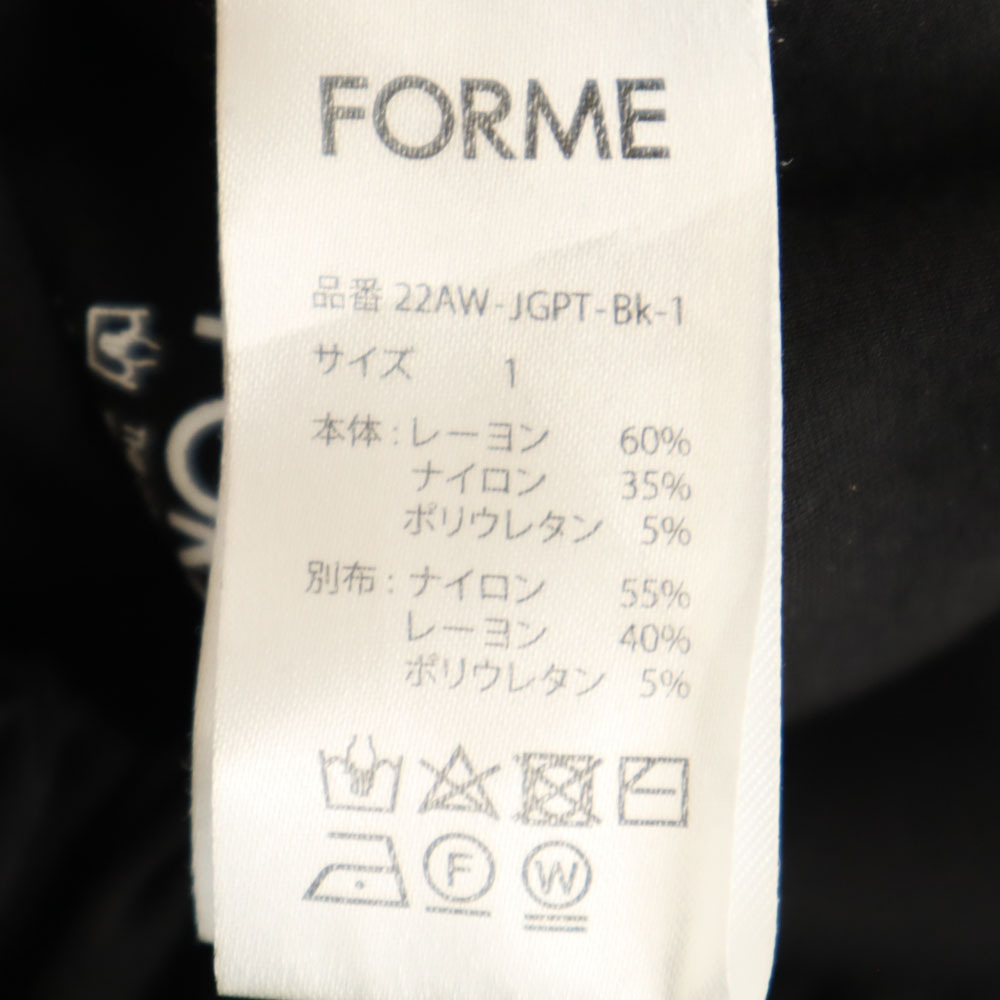 FORME
品番 22AW-JGPT-Bk-1
サイズ 1
本体 : レーヨン 60%
ナイロン 35%
ポリウレタン 5%
別布 : ナイロン 55%
レーヨン 40%
ポリウレタン 5%
F W